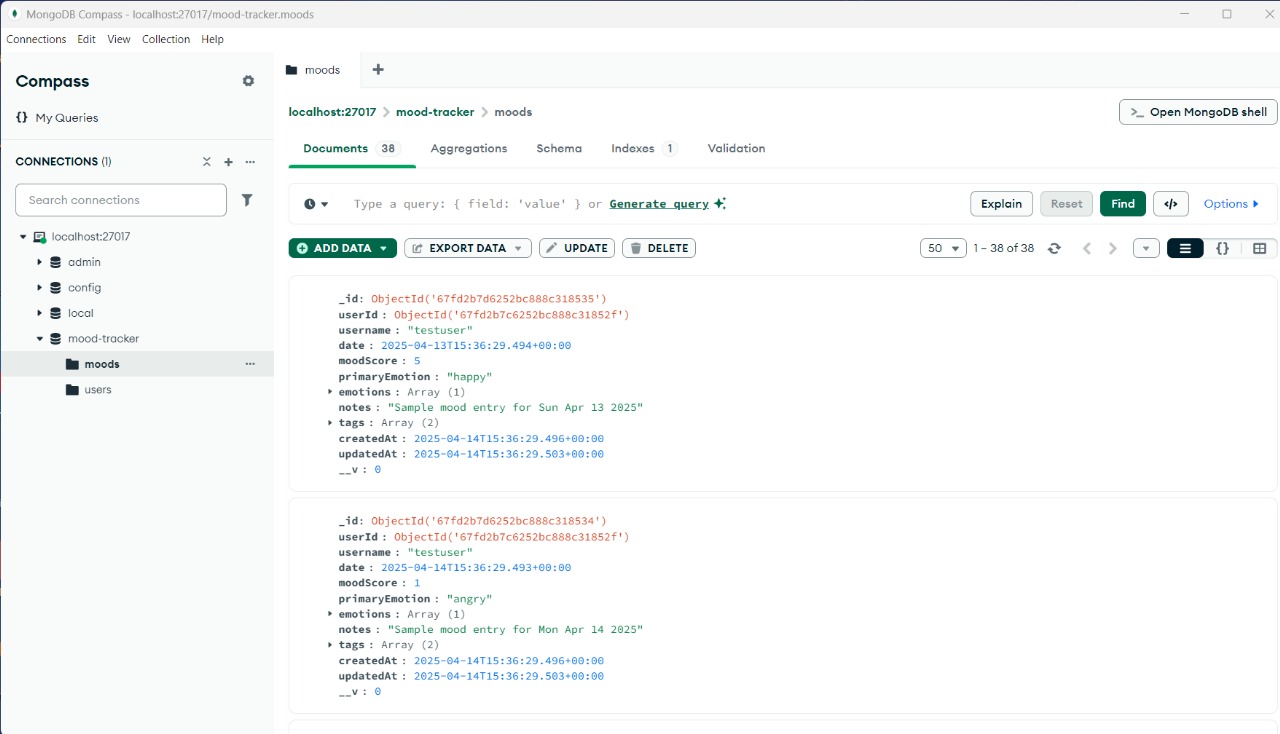 MongoDB Compass - localhost:27017/mood-tracker.moods
Connections Edit View Collection Help
Compass
{} My Queries
CONNECTIONS (1)
Search connections
localhost:27017
admin
config
local
mood-tracker
moods
users
moods
localhost:27017 > mood-tracker > moods
>_ Open MongoDB shell
Documents 38 Aggregations Schema Indexes 1 Validation
Type a query: { field: 'value' } or Generate query
Explain Reset Find </> Options
ADD DATA EXPORT DATA UPDATE DELETE
50 1 – 38 of 38 {}
_id: ObjectId('67fd2b7d6252bc888c318535')
userId : ObjectId('67fd2b7c6252bc888c31852f')
username : "testuser"
date : 2025-04-13T15:36:29.494+00:00
moodScore : 5
primaryEmotion : "happy"
emotions : Array (1)
notes : "Sample mood entry for Sun Apr 13 2025"
tags : Array (2)
createdAt : 2025-04-14T15:36:29.496+00:00
updatedAt : 2025-04-14T15:36:29.503+00:00
__v : 0
_id: ObjectId('67fd2b7d6252bc888c318534')
userId : ObjectId('67fd2b7c6252bc888c31852f')
username : "testuser"
date : 2025-04-14T15:36:29.493+00:00
moodScore : 1
primaryEmotion : "angry"
emotions : Array (1)
notes : "Sample mood entry for Mon Apr 14 2025"
tags : Array (2)
createdAt : 2025-04-14T15:36:29.496+00:00
updatedAt : 2025-04-14T15:36:29.503+00:00
__v : 0